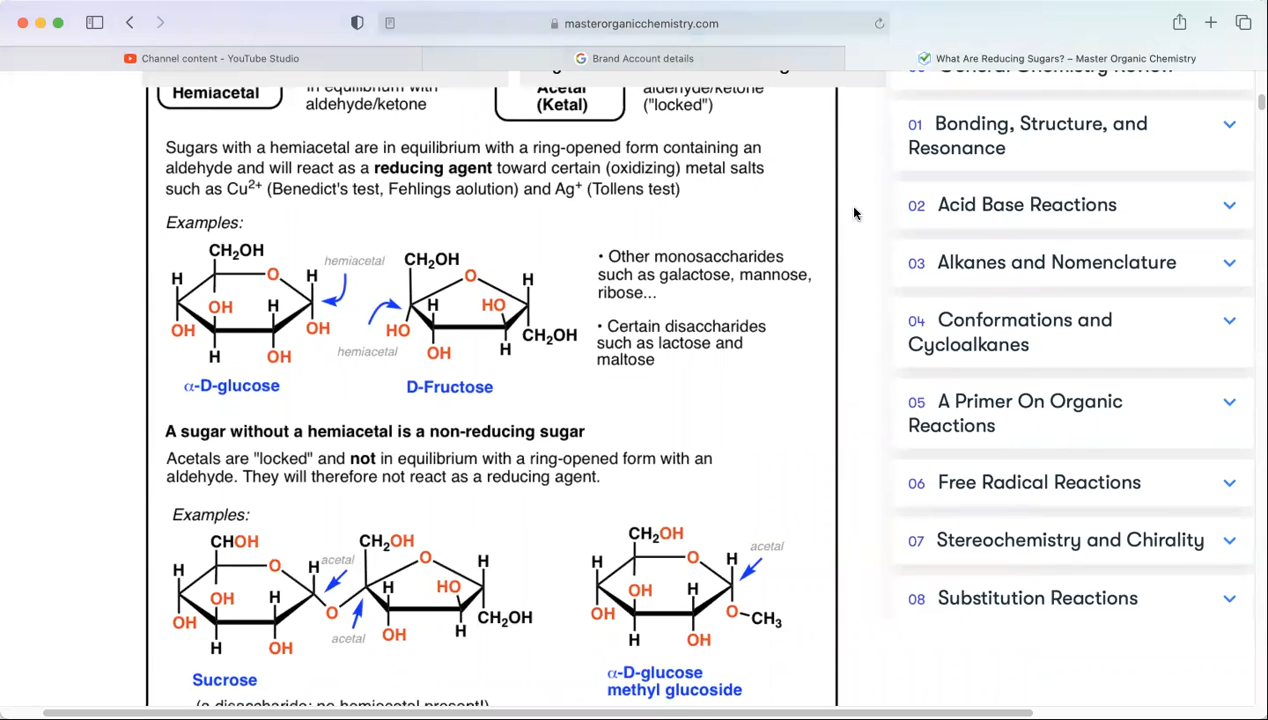 masterorganicchemistry.com
Channel content - YouTube Studio
Brand Account details
What Are Reducing Sugars? – Master Organic Chemistry
Hemiacetal
in equilibrium with
aldehyde/ketone
Acetal
(Ketal)
aldehyde/ketone
("locked")
Sugars with a hemiacetal are in equilibrium with a ring-opened form containing an
aldehyde and will react as a reducing agent toward certain (oxidizing) metal salts
such as Cu2+ (Benedict's test, Fehlings aolution) and Ag+ (Tollens test)
Examples:
CH2OH
O
H
H
hemiacetal
OH
H
OH
OH
H
OH
α-D-glucose
CH2OH
O
H
H
HO
HO
CH2OH
OH
H
hemiacetal
D-Fructose
• Other monosaccharides
such as galactose, mannose,
ribose...
• Certain disaccharides
such as lactose and
maltose
A sugar without a hemiacetal is a non-reducing sugar
Acetals are "locked" and not in equilibrium with a ring-opened form with an
aldehyde. They will therefore not react as a reducing agent.
Examples:
CHOH
O
H
H
acetal
OH
H
OH
O
H
OH
CH2OH
O
H
H
HO
CH2OH
OH
H
acetal
Sucrose
(a disaccharide: no hemiacetal present!)
CH2OH
O
H
H
acetal
OH
H
OH
O
CH3
H
OH
α-D-glucose
methyl glucoside
General Chemistry Review
01 Bonding, Structure, and
Resonance
02 Acid Base Reactions
03 Alkanes and Nomenclature
04 Conformations and
Cycloalkanes
05 A Primer On Organic
Reactions
06 Free Radical Reactions
07 Stereochemistry and Chirality
08 Substitution Reactions